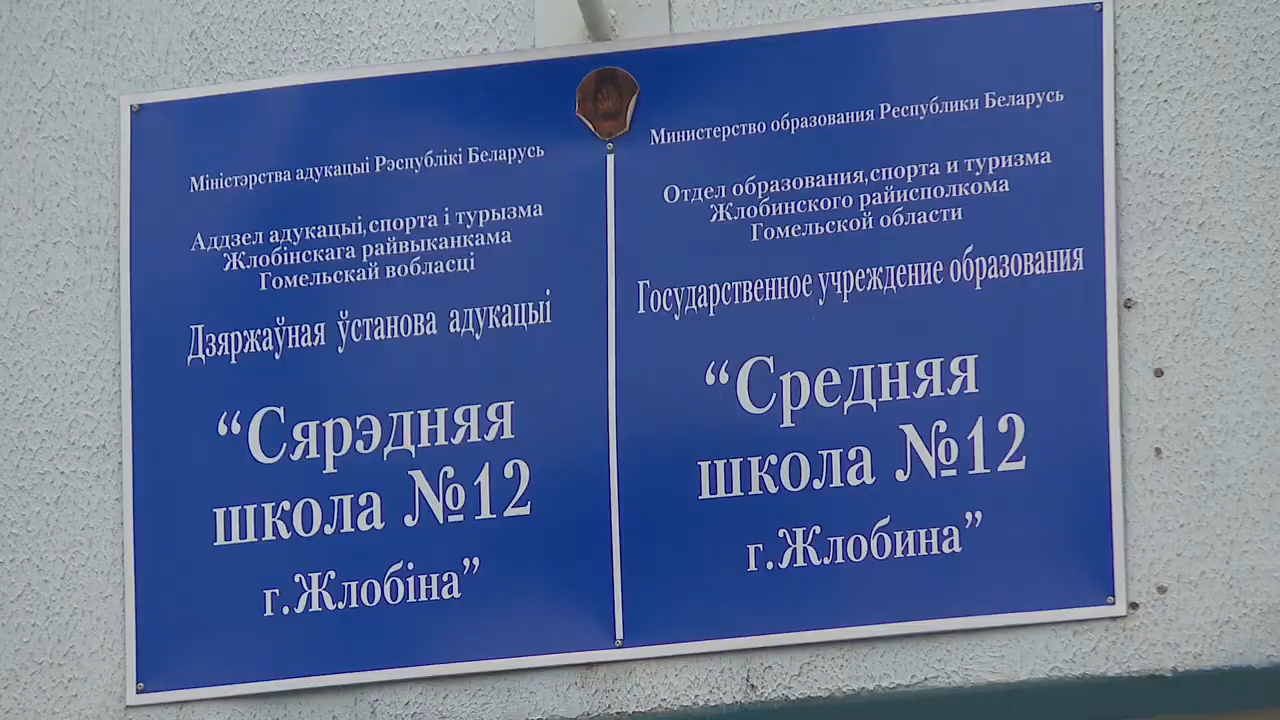 Міністэрства адукацыі Рэспублікі Беларусь
Аддзел адукацыі,спорта і турызма
Жлобінскага райвыканкама
Гомельскай вобласці
Дзяржаўная ўстанова адукацыі
“Сярэдняя
школа №12
г.Жлобіна”
Министерство образования Республики Беларусь
Отдел образования,спорта и туризма
Жлобинского райисполкома
Гомельской области
Государственное учреждение образования
“Средняя
школа №12
г.Жлобина”